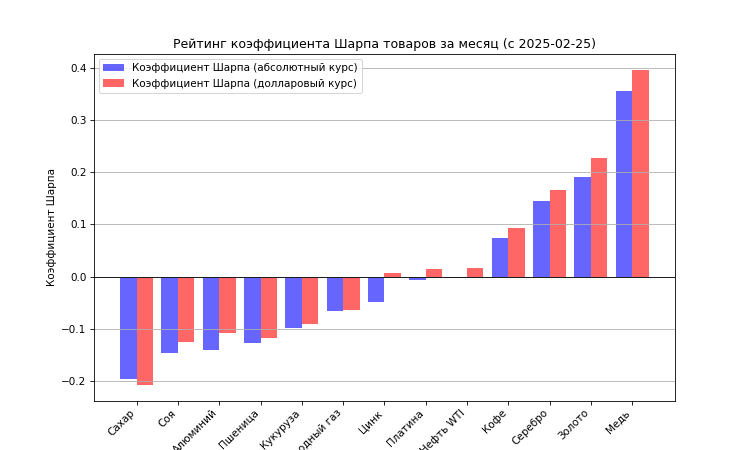 Рейтинг коэффициента Шарпа товаров за месяц (с 2025-02-25)
Коэффициент Шарпа (абсолютный курс)
Коэффициент Шарпа (долларовый курс)
Коэффициент Шарпа
0.4
0.3
0.2
0.1
0.0
−0.1
−0.2
Сахар
Соя
Алюминий
Пшеница
Кукуруза
одный газ
Цинк
Платина
Нефть WTI
Кофе
Серебро
Золото
Медь